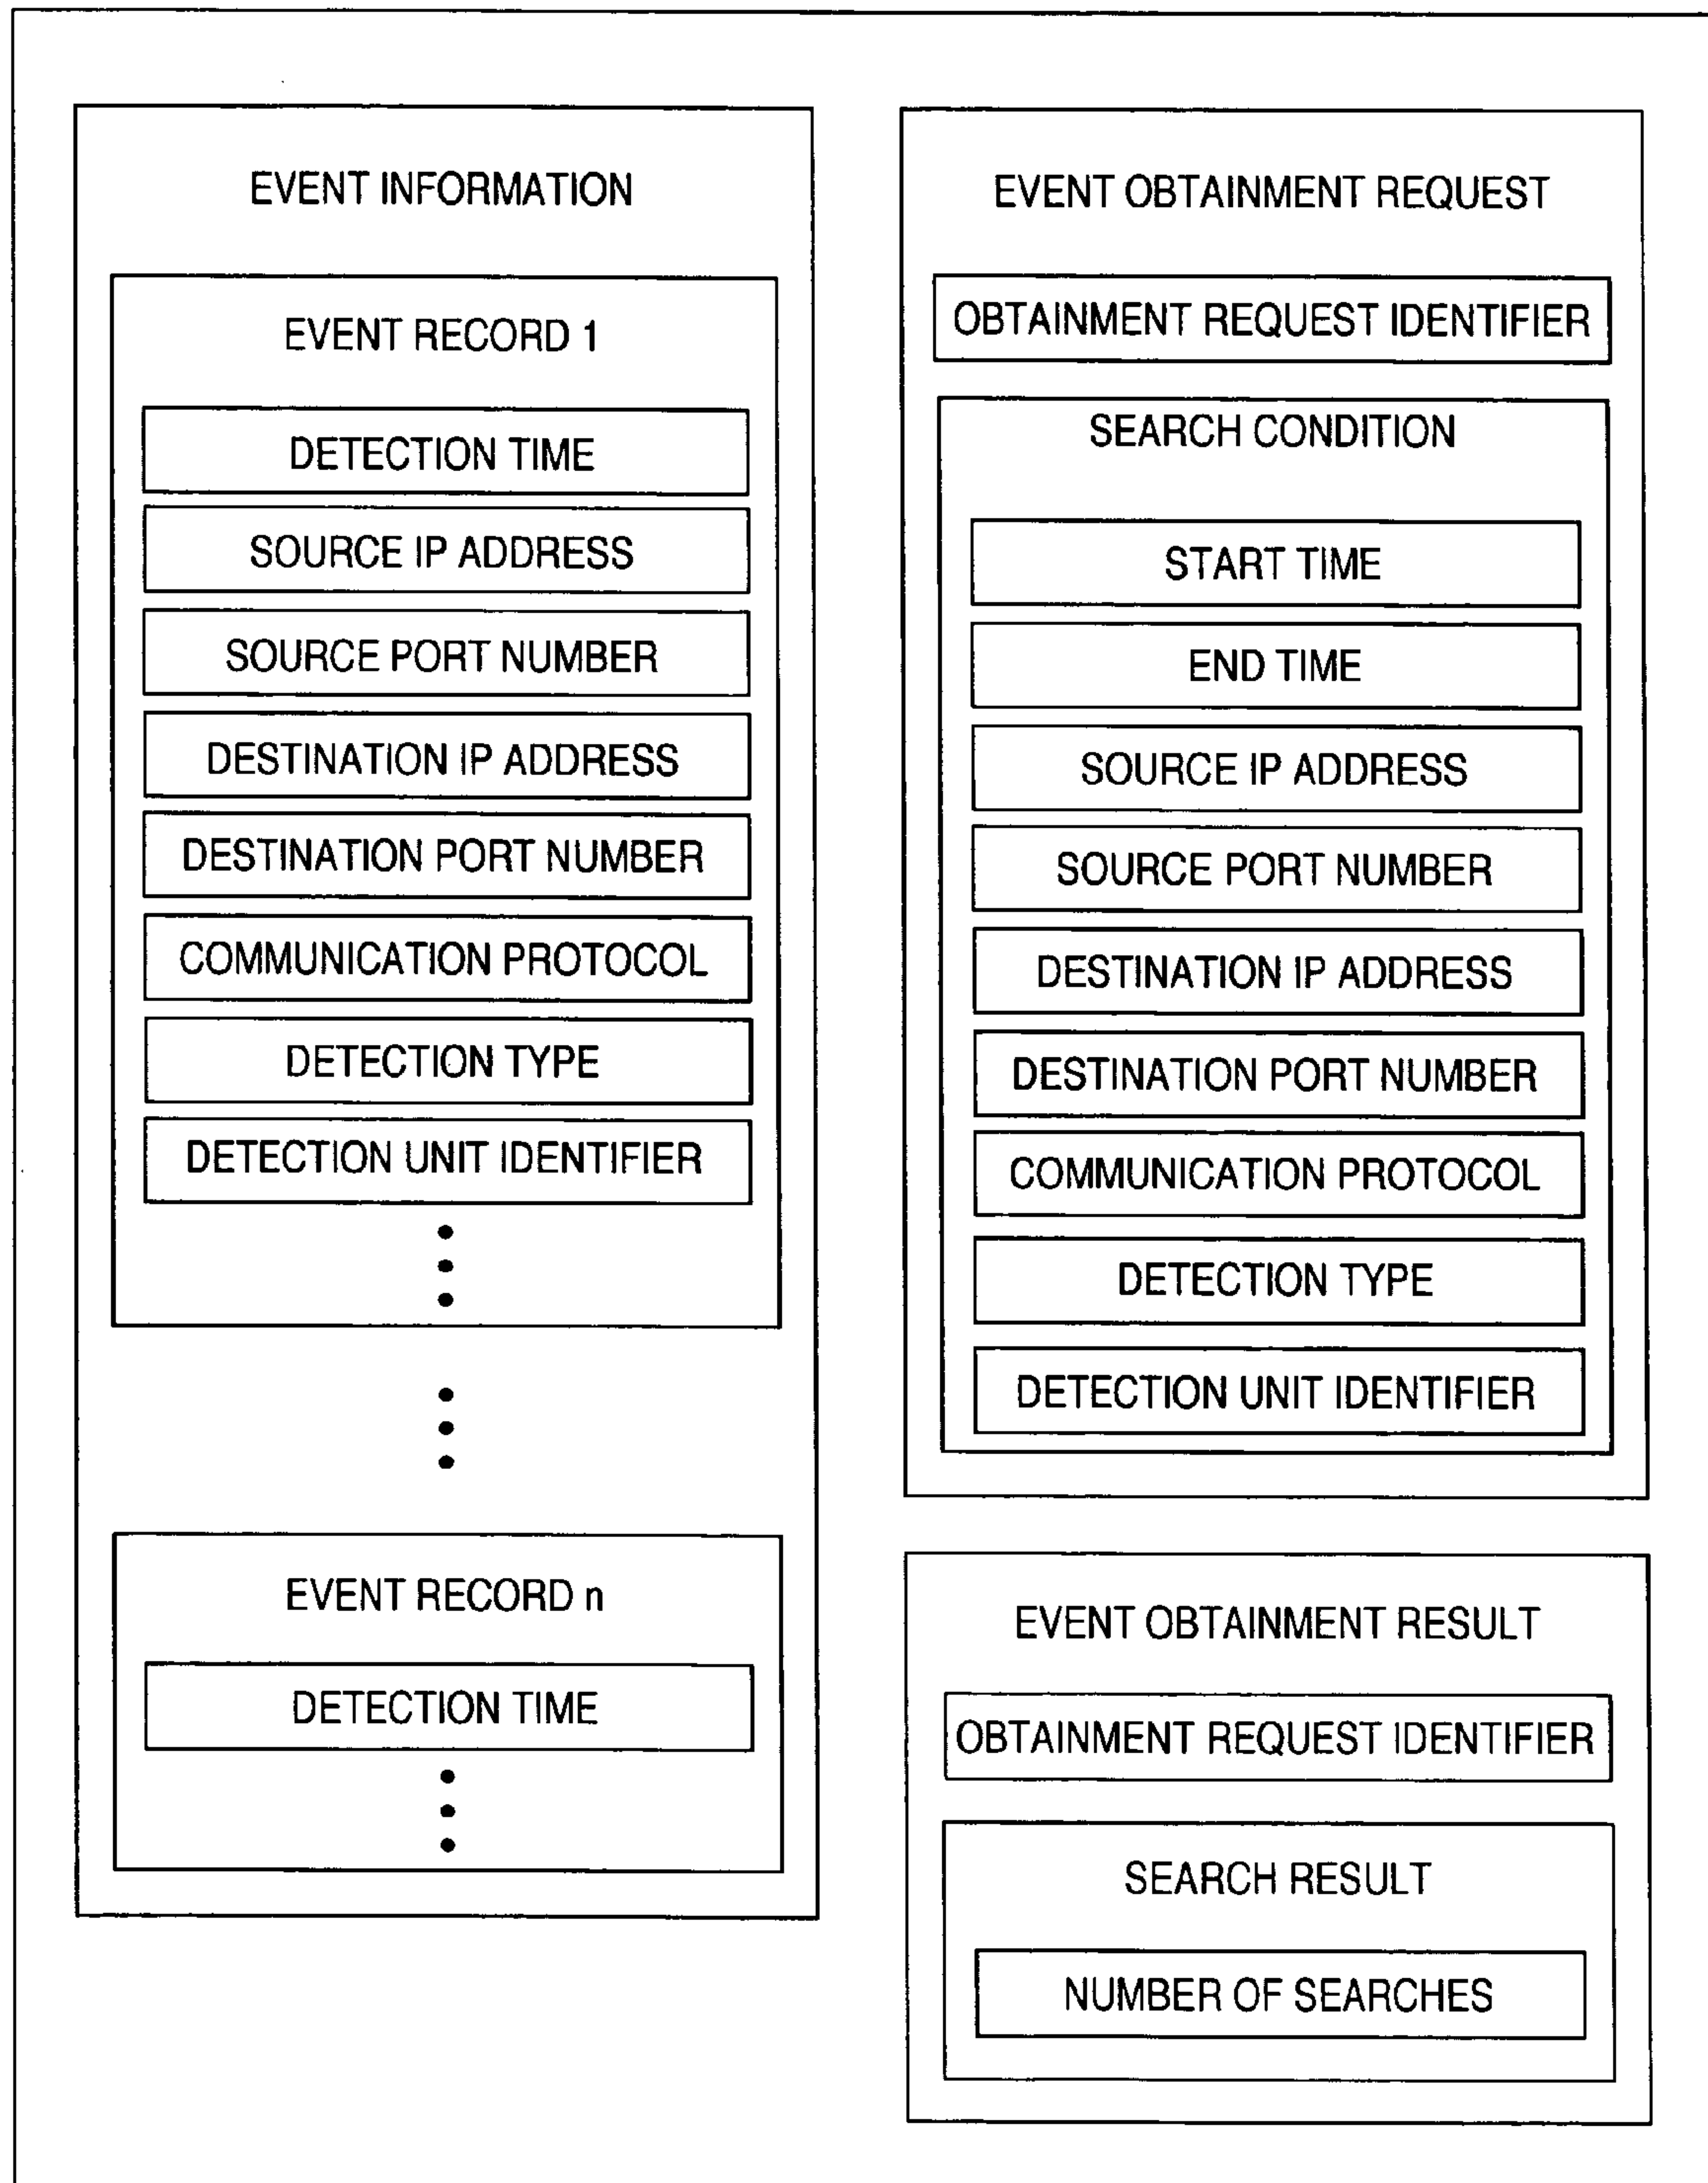 EVENT INFORMATION
EVENT RECORD 1
DETECTION TIME
SOURCE IP ADDRESS
SOURCE PORT NUMBER
DESTINATION IP ADDRESS
DESTINATION PORT NUMBER
COMMUNICATION PROTOCOL
DETECTION TYPE
DETECTION UNIT IDENTIFIER
EVENT RECORD n
DETECTION TIME
EVENT OBTAINMENT REQUEST
OBTAINMENT REQUEST IDENTIFIER
SEARCH CONDITION
START TIME
END TIME
SOURCE IP ADDRESS
SOURCE PORT NUMBER
DESTINATION IP ADDRESS
DESTINATION PORT NUMBER
COMMUNICATION PROTOCOL
DETECTION TYPE
DETECTION UNIT IDENTIFIER
EVENT OBTAINMENT RESULT
OBTAINMENT REQUEST IDENTIFIER
SEARCH RESULT
NUMBER OF SEARCHES